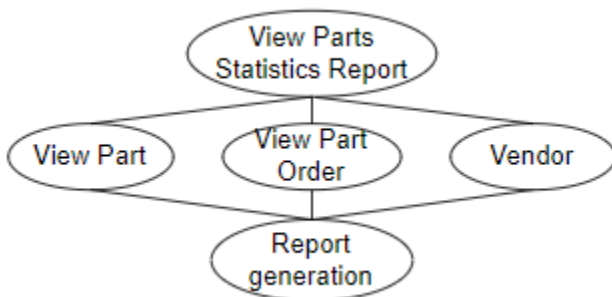 View Parts
Statistics Report
View Part
View Part
Order
Vendor
Report
generation